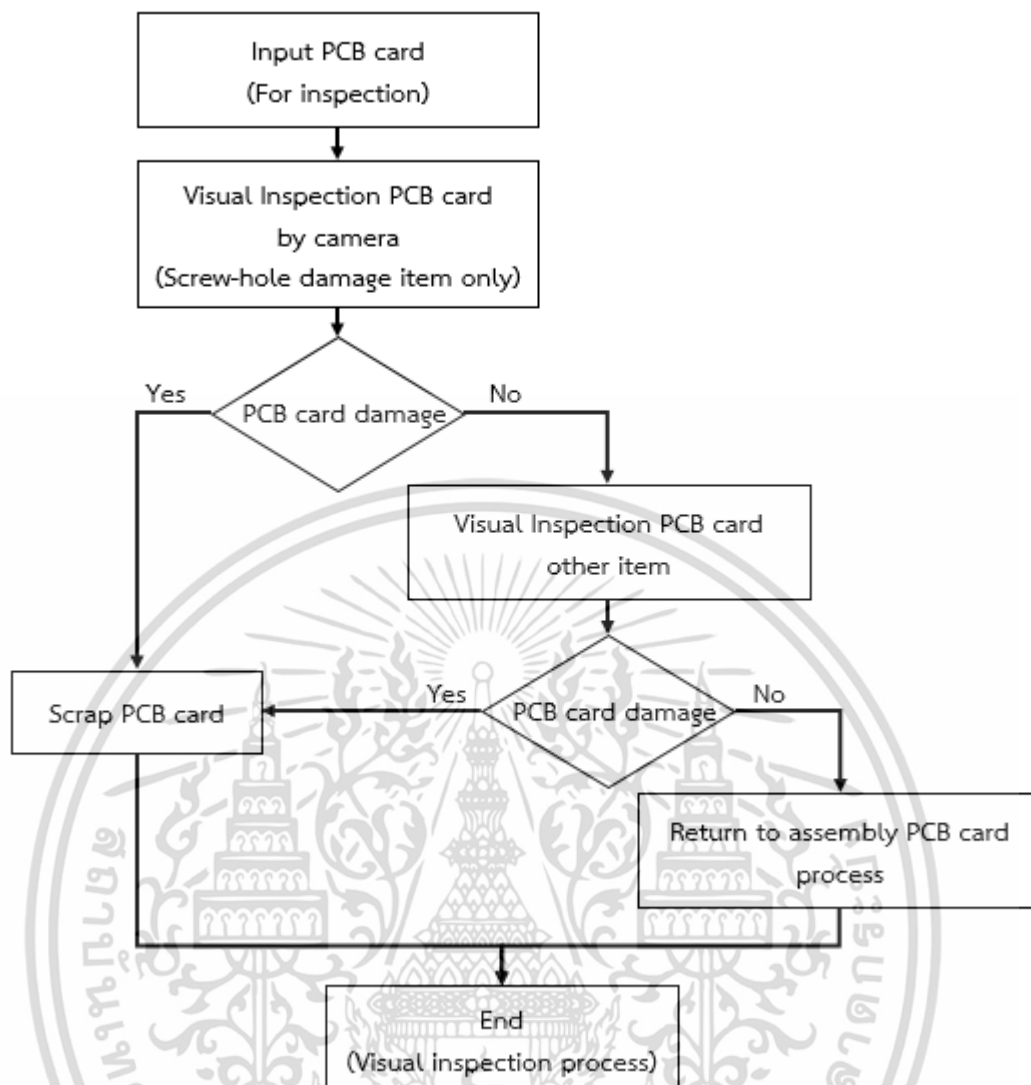 Input PCB card
(For inspection)
Visual Inspection PCB card
by camera
(Screw-hole damage item only)
Yes
No
PCB card damage
Visual Inspection PCB card
other item
Scrap PCB card
Yes
No
PCB card damage
Return to assembly PCB card
process
End
(Visual inspection process)